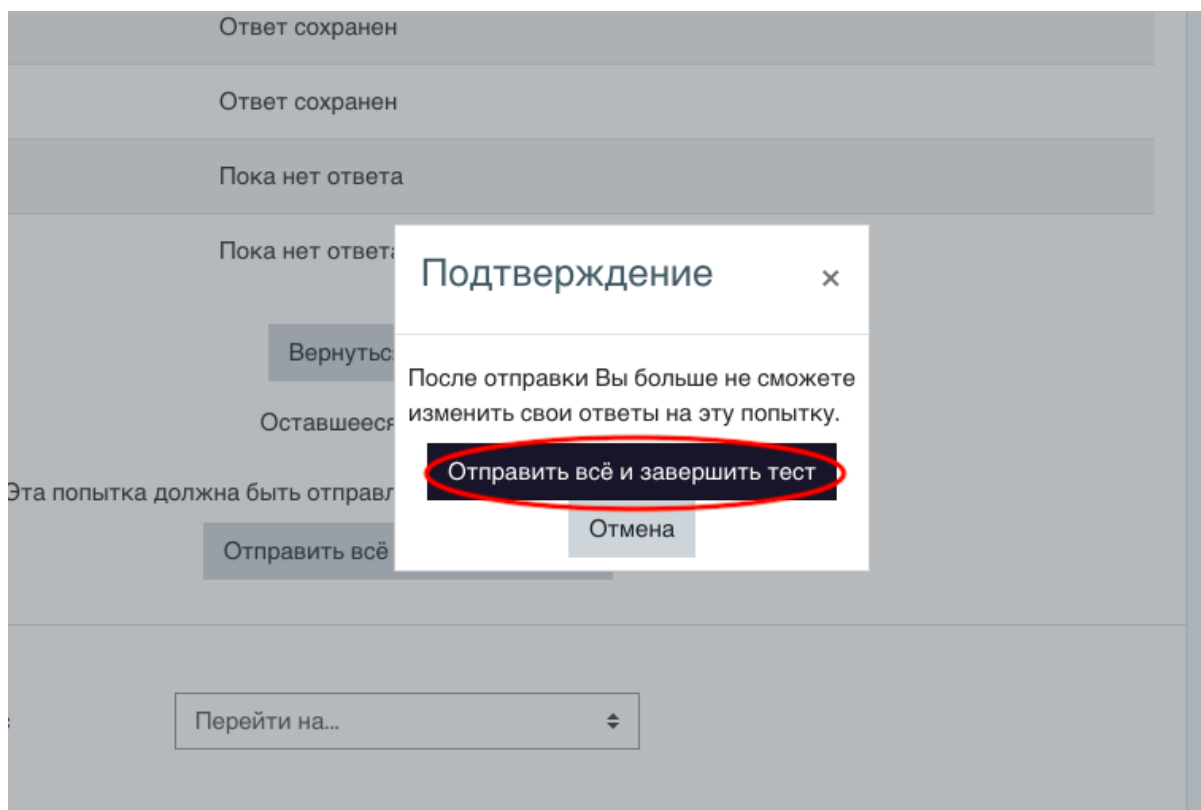 Ответ сохранен
Ответ сохранен
Пока нет ответа
Пока нет ответа
Подтверждение ×
Вернутьс
После отправки Вы больше не сможете
изменить свои ответы на эту попытку.
Оставшееся
Отправить всё и завершить тест
Эта попытка должна быть отправл
Отмена
Отправить всё
Перейти на...